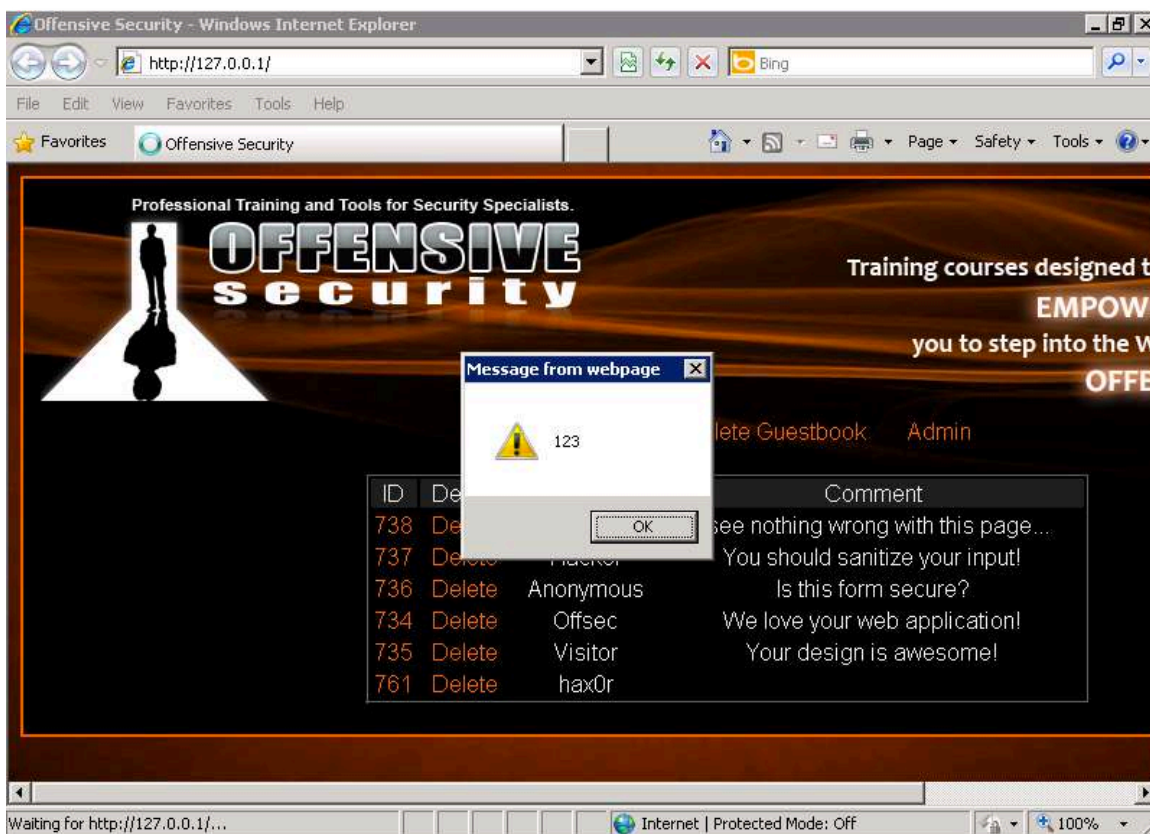 Offensive Security - Windows Internet Explorer
http://127.0.0.1/
Bing
File Edit View Favorites Tools Help
Favorites Offensive Security Page Safety Tools
Professional Training and Tools for Security Specialists.
OFFENSIVE
security
Training courses designed t
EMPOW
you to step into the
OFFE
Message from webpage
123
OK
lete Guestbook Admin
ID De Comment
738 De see nothing wrong with this page...
737 Delete Hacker You should sanitize your input!
736 Delete Anonymous Is this form secure?
734 Delete Offsec We love your web application!
735 Delete Visitor Your design is awesome!
761 Delete hax0r
Waiting for http://127.0.0.1/... Internet | Protected Mode: Off 100%